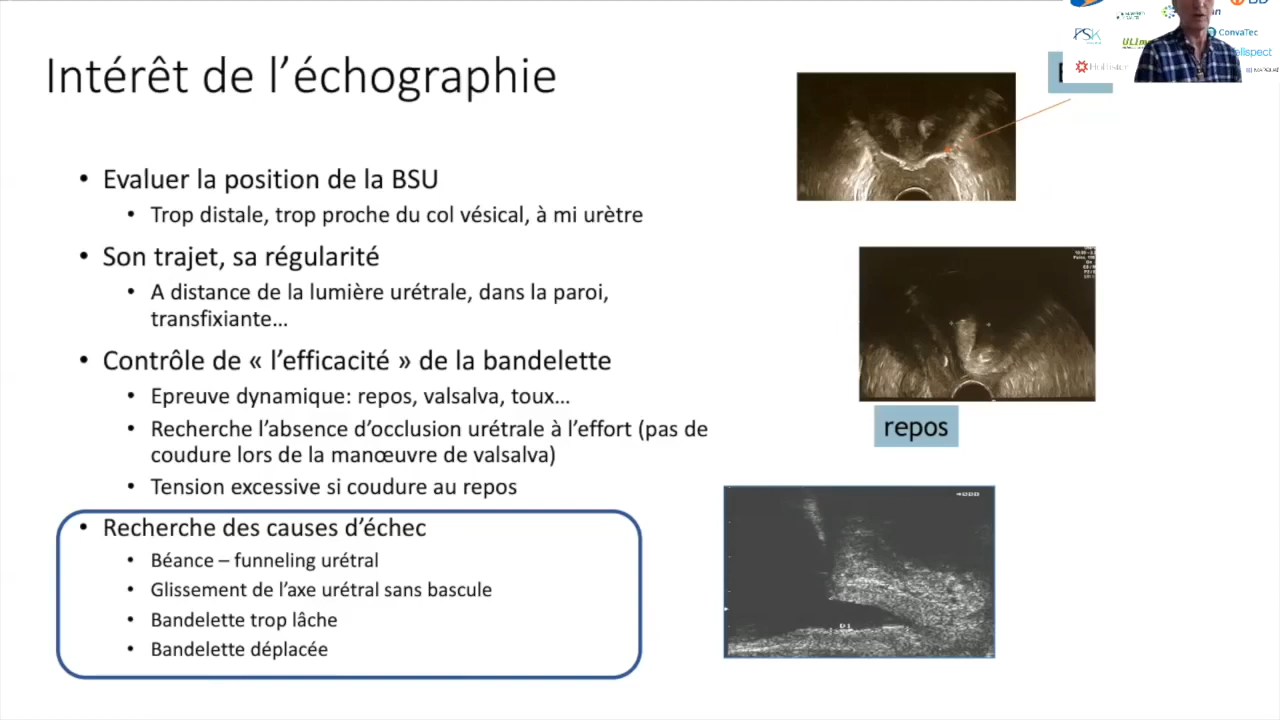 Intérêt de l’échographie
• Evaluer la position de la BSU
• Trop distale, trop proche du col vésical, à mi urètre
• Son trajet, sa régularité
• A distance de la lumière urétrale, dans la paroi,
transfixiante…
• Contrôle de « l’efficacité » de la bandelette
• Epreuve dynamique: repos, valsalva, toux…
• Recherche l’absence d’occlusion urétrale à l’effort (pas de
coudure lors de la manœuvre de valsalva)
• Tension excessive si coudure au repos
• Recherche des causes d’échec
• Béance – funneling urétral
• Glissement de l’axe urétral sans bascule
• Bandelette trop lâche
• Bandelette déplacée
repos
D1
ConvaTec
Hollister